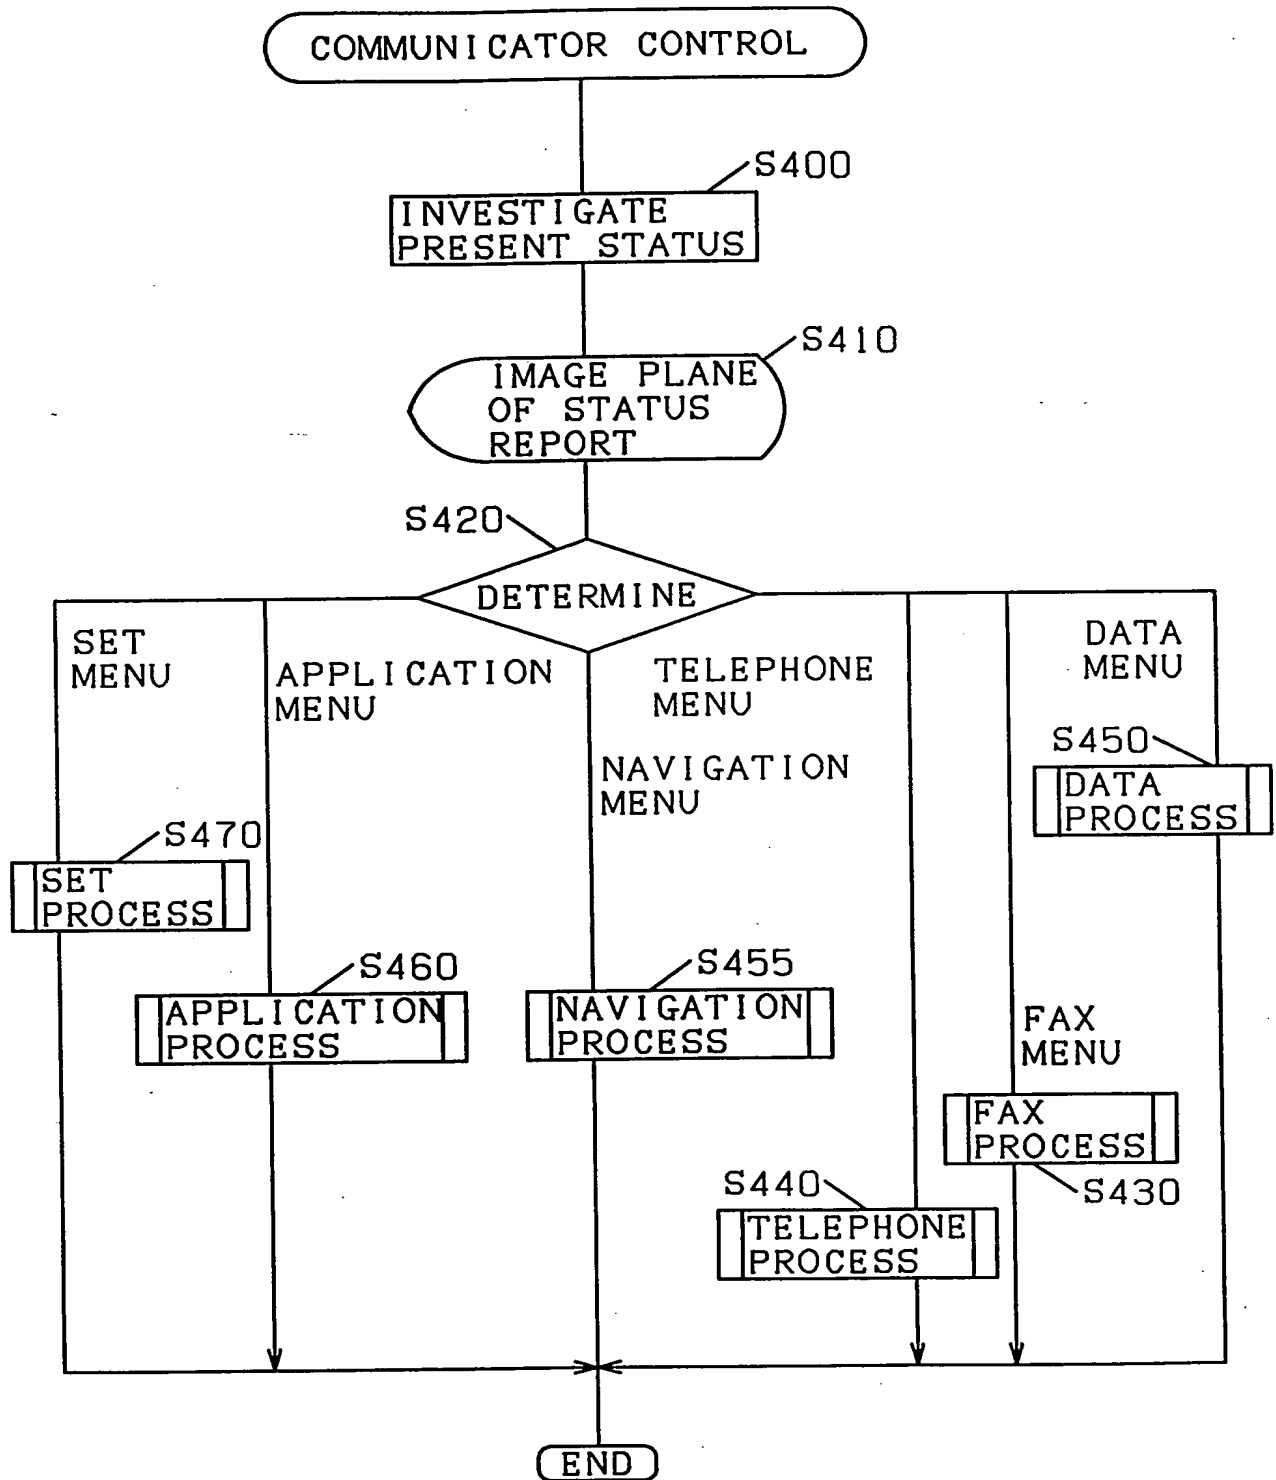 COMMUNICATOR CONTROL
S400
INVESTIGATE
PRESENT STATUS
S410
IMAGE PLANE
OF STATUS
REPORT
S420
DETERMINE
SET
MENU
APPLICATION
MENU
NAVIGATION
MENU
TELEPHONE
MENU
DATA
MENU
S450
DATA
PROCESS
S470
SET
PROCESS
S460
APPLICATION
PROCESS
S455
NAVIGATION
PROCESS
FAX
MENU
FAX
PROCESS
S430
S440
TELEPHONE
PROCESS
END